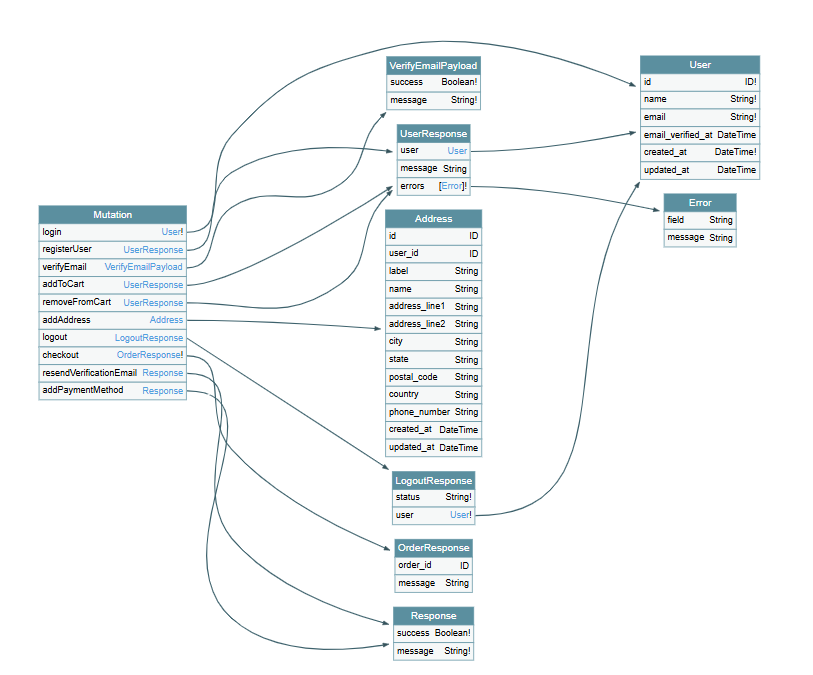 Mutation
login User!
registerUser UserResponse
verifyEmail VerifyEmailPayload
addToCart UserResponse
removeFromCart UserResponse
addAddress Address
logout LogoutResponse
checkout OrderResponse!
resendVerificationEmail Response
addPaymentMethod Response
VerifyEmailPayload
success Boolean!
message String!
UserResponse
user User
message String
errors [Error]!
Address
id ID
user_id ID
label String
name String
address_line1 String
address_line2 String
city String
state String
postal_code String
country String
phone_number String
created_at DateTime
updated_at DateTime
LogoutResponse
status String!
user User!
OrderResponse
order_id ID
message String
Response
success Boolean!
message String!
User
id ID!
name String!
email String!
email_verified_at DateTime
created_at DateTime!
updated_at DateTime
Error
field String
message String